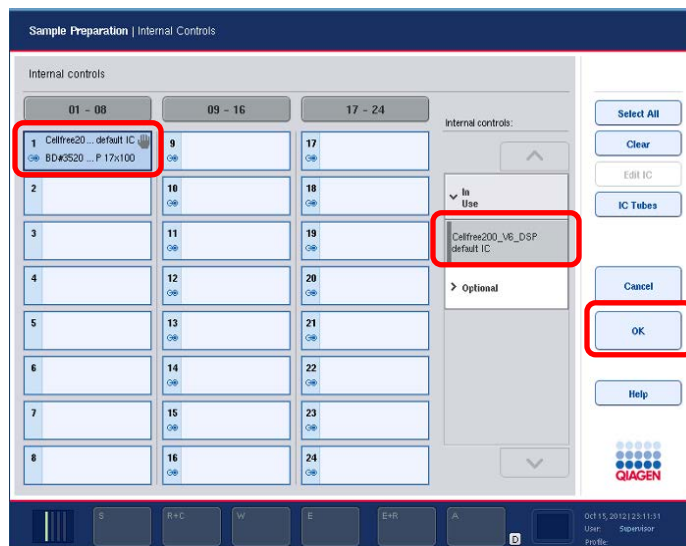 Sample Preparation | Internal Controls
Internal controls
01 - 08
09 - 16
17 - 24
Internal controls:
1 Cellfree20 ... default IC
BD#3520 ... P 17x100
2
3
4
5
6
7
8
9
10
11
12
13
14
15
16
17
18
19
20
21
22
23
24
In
Use
Cellfree200_V6_DSP
default IC
Optional
Select All
Clear
Edit IC
IC Tubes
Cancel
OK
Help
QIAGEN
S
R+C
W
E
E+R
A
D
Oct 15, 2012 | 23:11:31
User: Supervisor
Profile: